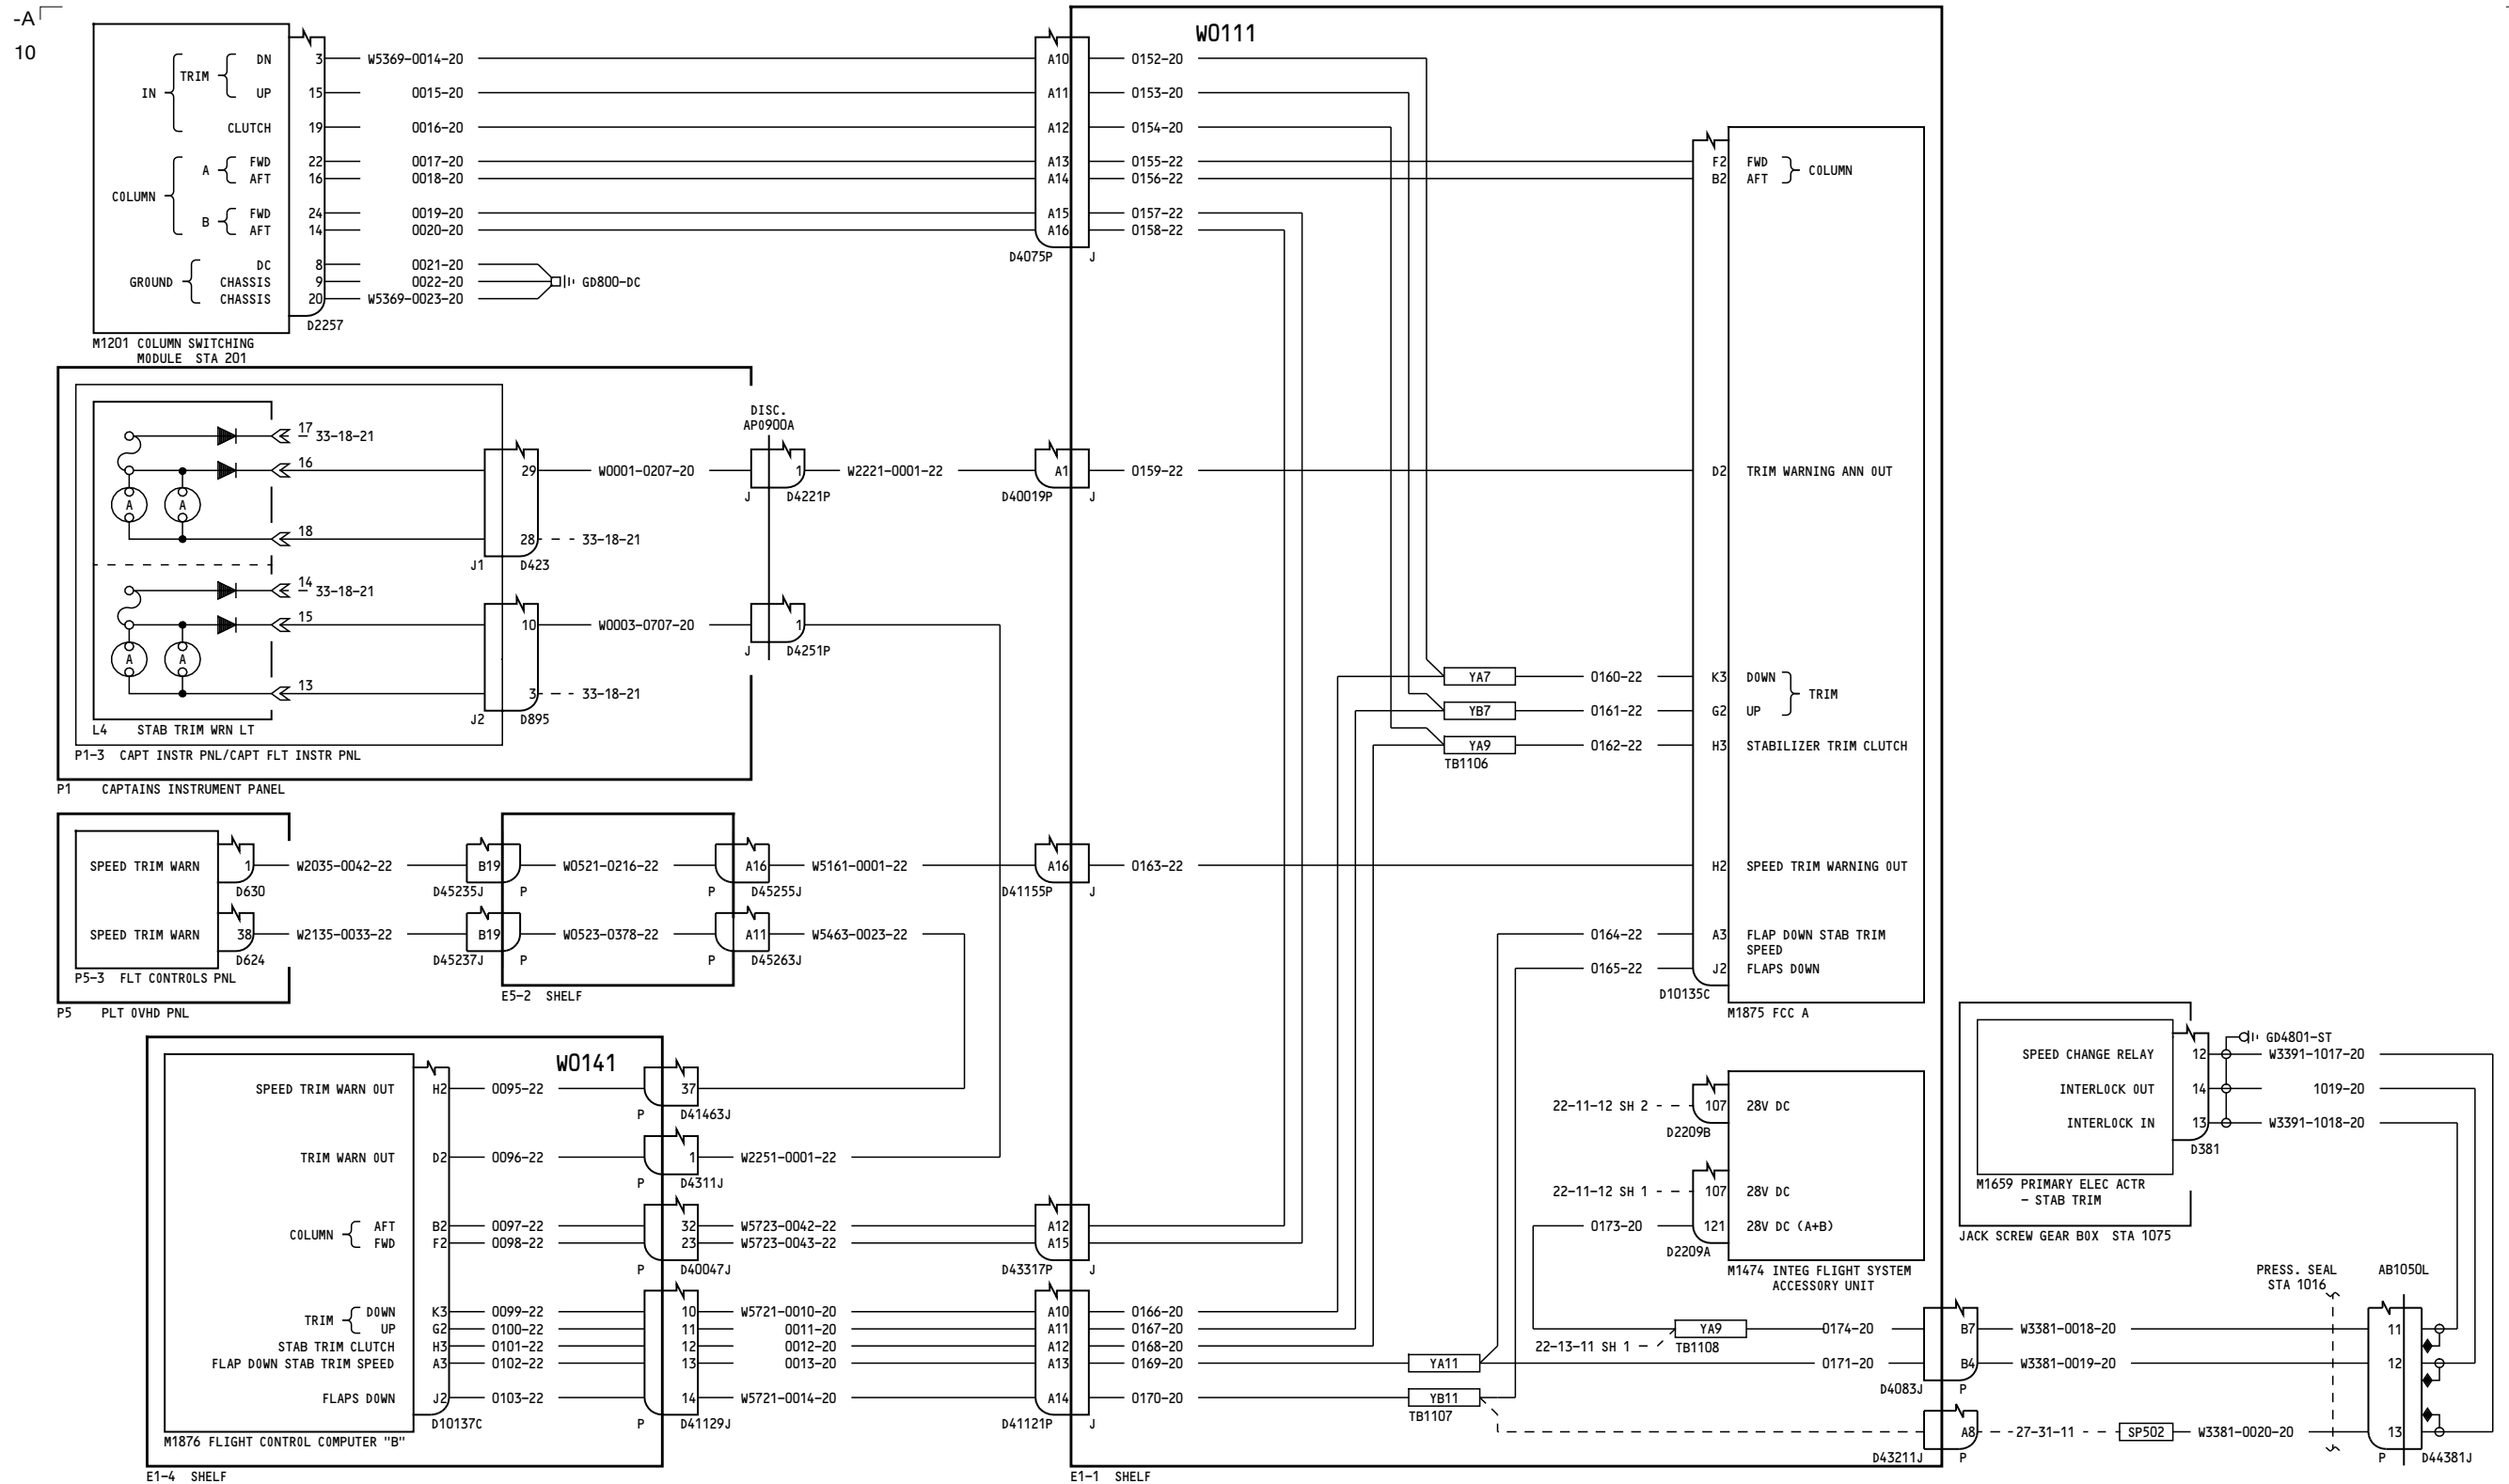 -A
10
W0111
IN
TRIM
DN
3
W5369-0014-20
A10
0152-20
UP
15
0015-20
A11
0153-20
CLUTCH
19
0016-20
A12
0154-20
COLUMN
A
FWD
22
0017-20
A13
0155-22
F2
FWD
AFT
16
0018-20
A14
0156-22
B2
AFT
COLUMN
B
FWD
24
0019-20
A15
0157-22
AFT
14
0020-20
A16
0158-22
D4075P
J
GROUND
DC
8
0021-20
CHASSIS
9
0022-20
GD800-DC
CHASSIS
20
W5369-0023-20
D2257
M1201 COLUMN SWITCHING
MODULE STA 201
DISC.
AP0900A
17
33-18-21
16
29
W0001-0207-20
1
W2221-0001-22
A1
0159-22
D2
TRIM WARNING ANN OUT
J
D4221P
D40019P
J
A
A
18
28
33-18-21
J1
D423
14
33-18-21
15
10
W0003-0707-20
1
J
D4251P
A
A
13
3
33-18-21
J2
D895
L4 STAB TRIM WRN LT
P1-3 CAPT INSTR PNL/CAPT FLT INSTR PNL
P1 CAPTAINS INSTRUMENT PANEL
YA7
0160-22
K3
DOWN
YB7
0161-22
G2
UP
TRIM
YA9
0162-22
H3
STABILIZER TRIM CLUTCH
TB1106
SPEED TRIM WARN
1
W2035-0042-22
B19
W0521-0216-22
A16
W5161-0001-22
A16
0163-22
H2
SPEED TRIM WARNING OUT
D630
D45235J
P
P
D45255J
D41155P
J
SPEED TRIM WARN
38
W2135-0033-22
B19
W0523-0378-22
A11
W5463-0023-22
0164-22
A3
FLAP DOWN STAB TRIM
SPEED
D624
D45237J
P
P
D45263J
0165-22
J2
FLAPS DOWN
P5-3 FLT CONTROLS PNL
E5-2 SHELF
P5 PLT OVHD PNL
D10135C
M1875 FCC A
W0141
SPEED TRIM WARN OUT
H2
0095-22
37
P
D41463J
TRIM WARN OUT
D2
0096-22
1
W2251-0001-22
P
D4311J
COLUMN
AFT
B2
0097-22
32
W5723-0042-22
A12
FWD
F2
0098-22
23
W5723-0043-22
A15
P
D40047J
D43317P
J
TRIM
DOWN
K3
0099-22
10
W5721-0010-20
A10
0166-20
UP
G2
0100-22
11
0011-20
A11
0167-20
STAB TRIM CLUTCH
H3
0101-22
12
0012-20
A12
0168-20
FLAP DOWN STAB TRIM SPEED
A3
0102-22
13
0013-20
A13
0169-20
YA11
0171-20
FLAPS DOWN
J2
0103-22
14
W5721-0014-20
A14
0170-20
YB11
TB1107
D10137C
P
D41129J
D41121P
J
M1876 FLIGHT CONTROL COMPUTER "B"
E1-4 SHELF
E1-1 SHELF
22-11-12 SH 2
107
28V DC
D2209B
22-11-12 SH 1
107
28V DC
0173-20
121
28V DC (A+B)
D2209A
M1474 INTEG FLIGHT SYSTEM
ACCESSORY UNIT
YA9
0174-20
22-13-11 SH 1
TB1108
B7
W3381-0018-20
11
B4
W3381-0019-20
12
D4083J
P
A8
27-31-11
SP502
W3381-0020-20
13
D43211J
P
P
D44381J
PRESS. SEAL
STA 1016
AB1050L
SPEED CHANGE RELAY
12
W3391-1017-20
GD4801-ST
INTERLOCK OUT
14
1019-20
INTERLOCK IN
13
W3391-1018-20
D381
M1659 PRIMARY ELEC ACTR
- STAB TRIM
JACK SCREW GEAR BOX STA 1075